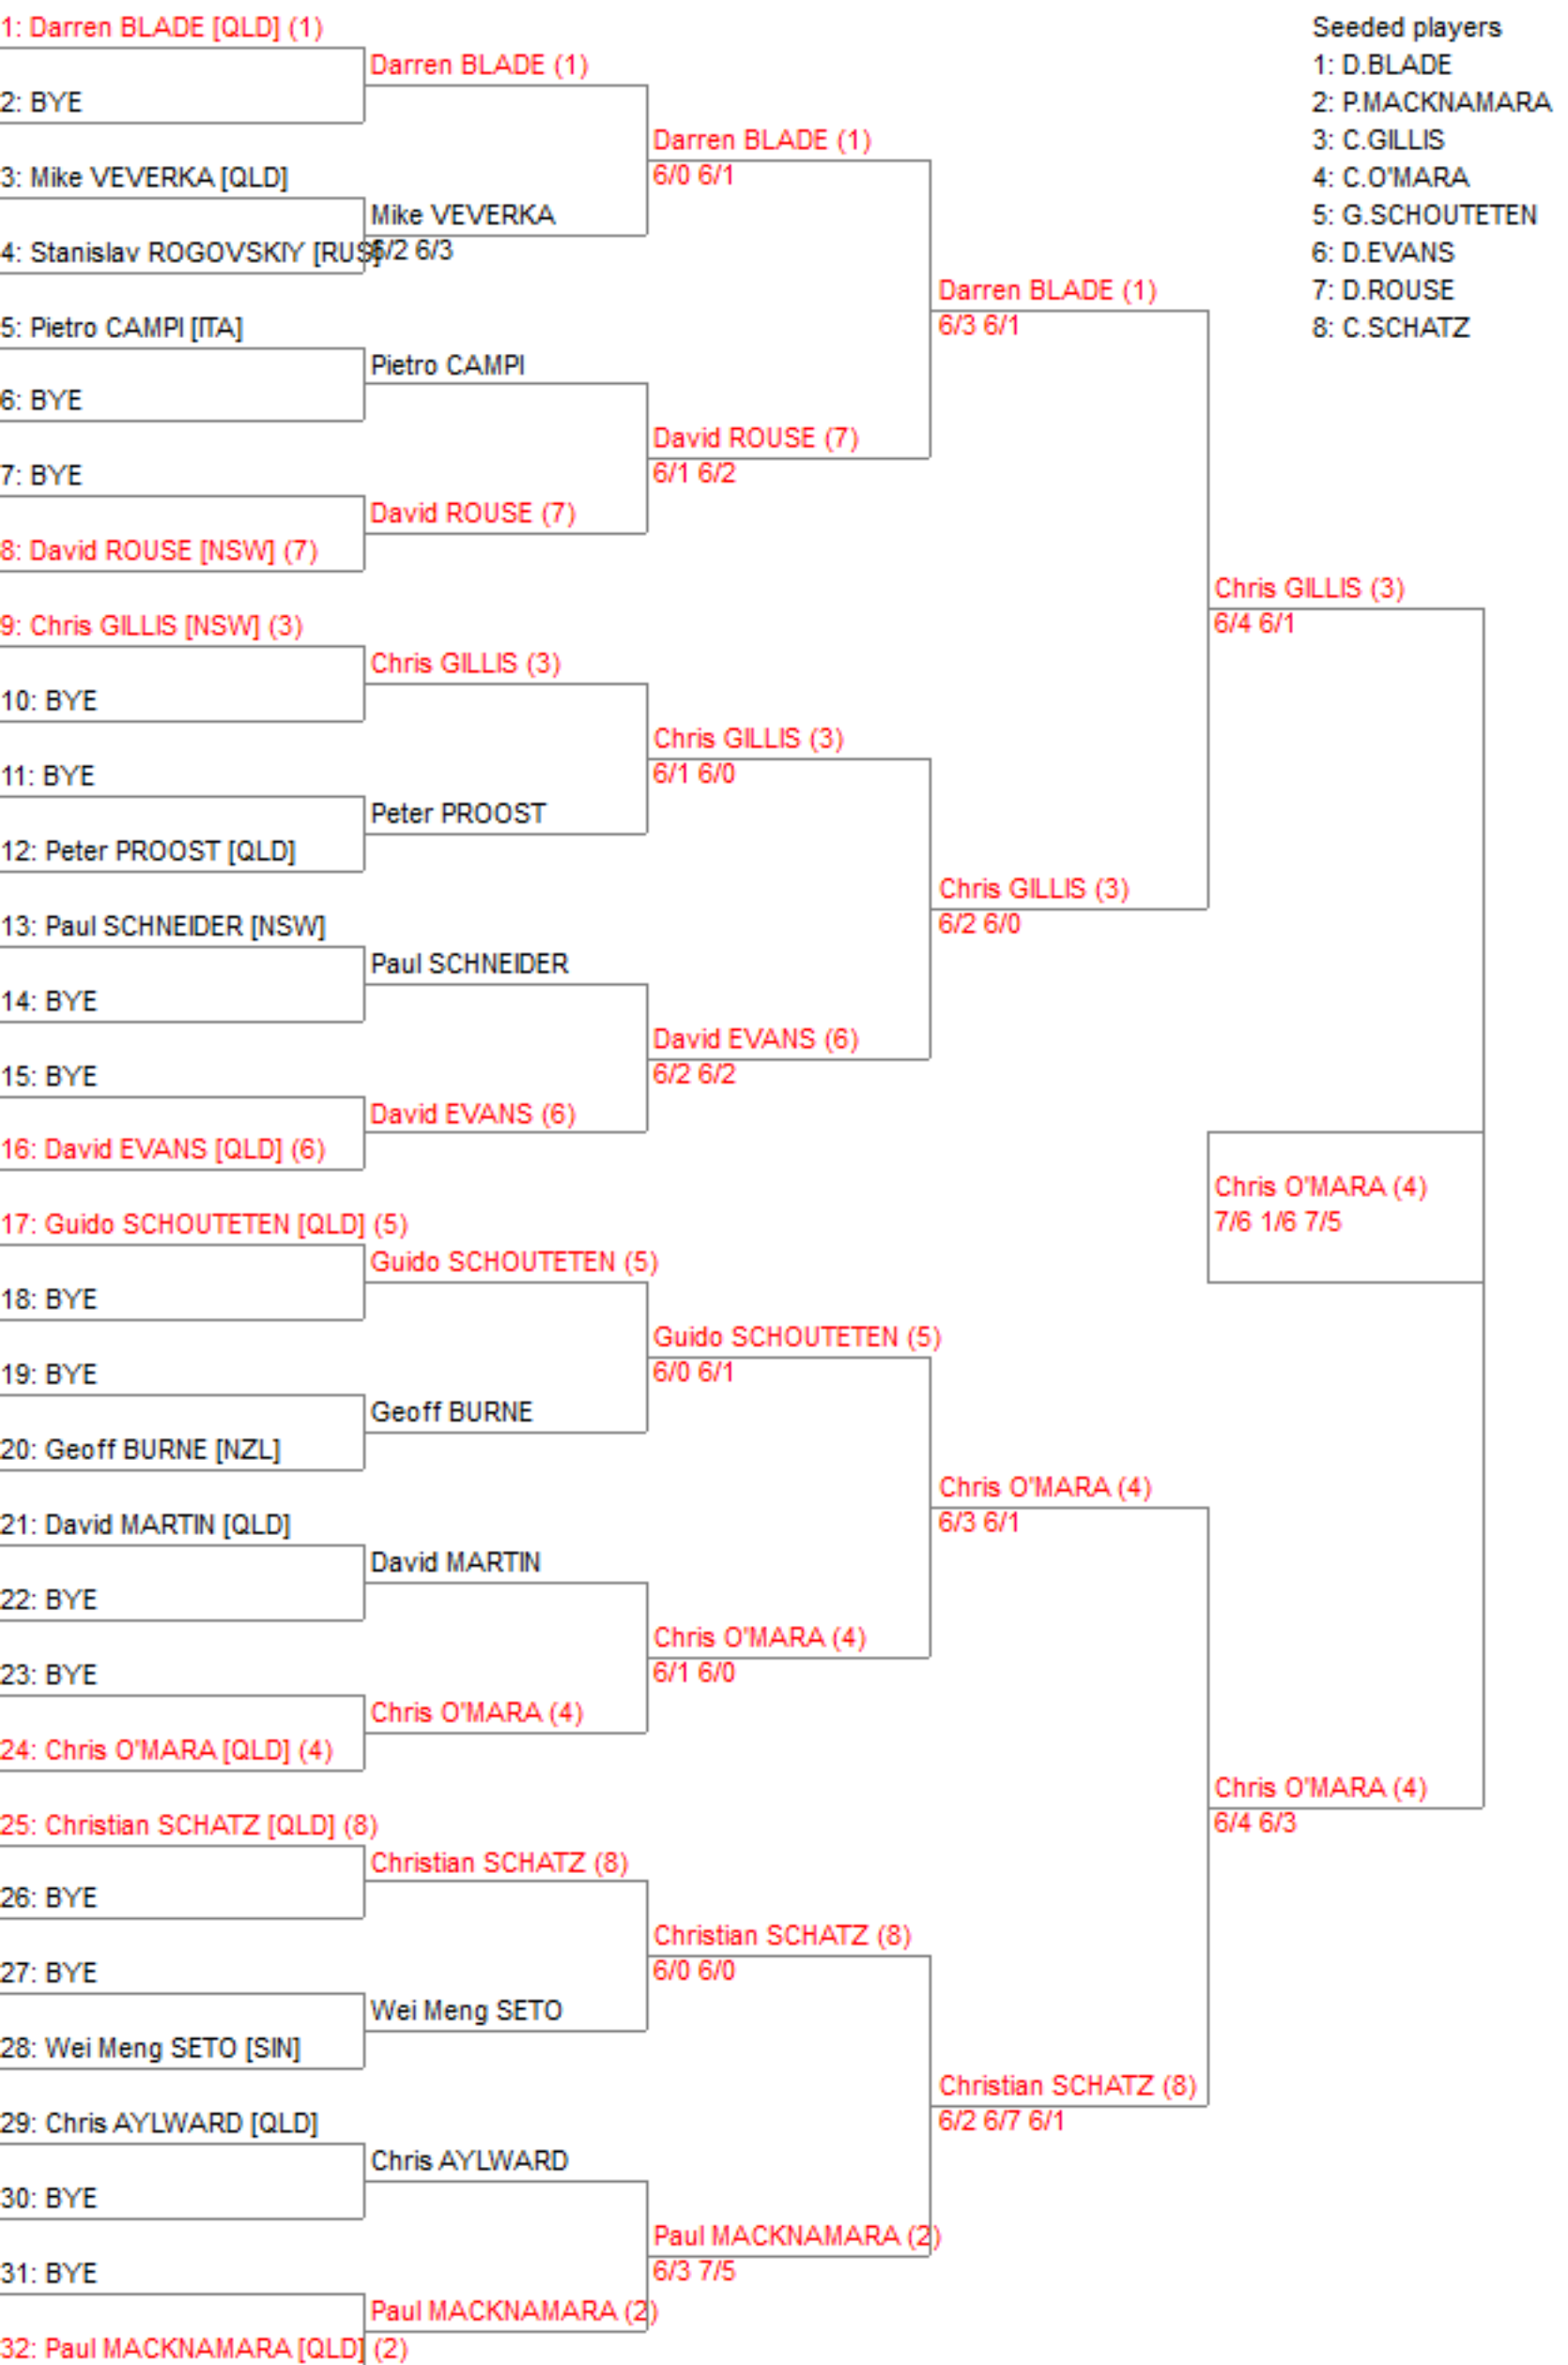 1: Darren BLADE [QLD] (1)
2: BYE
3: Mike VEVERKA [QLD]
4: Stanislav ROGOVSKIY [RUS]
5: Pietro CAMPI [ITA]
6: BYE
7: BYE
8: David ROUSE [NSW] (7)
9: Chris GILLIS [NSW] (3)
10: BYE
11: BYE
12: Peter PROOST [QLD]
13: Paul SCHNEIDER [NSW]
14: BYE
15: BYE
16: David EVANS [QLD] (6)
17: Guido SCHOUTETEN [QLD] (5)
18: BYE
19: BYE
20: Geoff BURNE [NZL]
21: David MARTIN [QLD]
22: BYE
23: BYE
24: Chris O'MARA [QLD] (4)
25: Christian SCHATZ [QLD] (8)
26: BYE
27: BYE
28: Wei Meng SETO [SIN]
29: Chris AYLWARD [QLD]
30: BYE
31: BYE
32: Paul MACKNAMARA [QLD] (2)
Darren BLADE (1)
Mike VEVERKA
6/2 6/3
Pietro CAMPI
David ROUSE (7)
Chris GILLIS (3)
Peter PROOST
Paul SCHNEIDER
David EVANS (6)
Guido SCHOUTETEN (5)
Geoff BURNE
David MARTIN
Chris O'MARA (4)
Christian SCHATZ (8)
Wei Meng SETO
Chris AYLWARD
Paul MACKNAMARA (2)
Darren BLADE (1)
6/0 6/1
David ROUSE (7)
6/1 6/2
Chris GILLIS (3)
6/1 6/0
David EVANS (6)
6/2 6/2
Guido SCHOUTETEN (5)
6/0 6/1
Chris O'MARA (4)
6/1 6/0
Christian SCHATZ (8)
6/0 6/0
Paul MACKNAMARA (2)
6/3 7/5
Darren BLADE (1)
6/3 6/1
Chris GILLIS (3)
6/2 6/0
Chris O'MARA (4)
6/3 6/1
Christian SCHATZ (8)
6/2 6/7 6/1
Chris GILLIS (3)
6/4 6/1
Chris O'MARA (4)
7/6 1/6 7/5
Chris O'MARA (4)
6/4 6/3
Seeded players
1: D.BLADE
2: P.MACKNAMARA
3: C.GILLIS
4: C.O'MARA
5: G.SCHOUTETEN
6: D.EVANS
7: D.ROUSE
8: C.SCHATZ